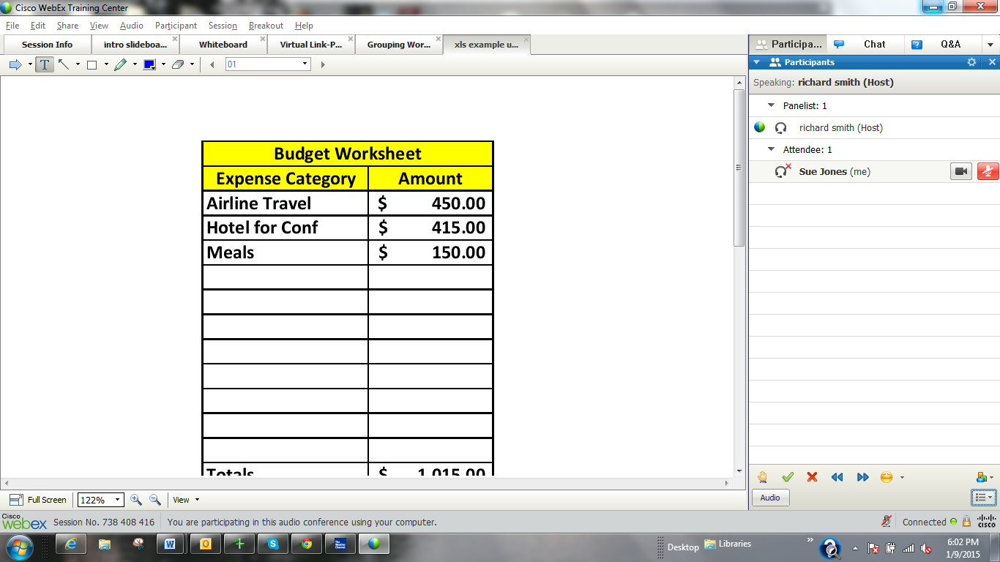 Cisco WebEx Training Center
File Edit Share View Audio Participant Session Breakout Help
Session Info intro slideboa... Whiteboard Virtual Link-P... Grouping Wor... xls example u...
Participa... Chat Q&A
T 01
Participants
Speaking: richard smith (Host)
Panelist: 1
richard smith (Host)
Attendee: 1
Sue Jones (me)
Budget Worksheet
Expense Category Amount
Airline Travel $ 450.00
Hotel for Conf $ 415.00
Meals $ 150.00
Totals $ 1,015.00
Audio
Full Screen 122% View
Cisco webex Session No. 738 408 416 You are participating in this audio conference using your computer. Connected CISCO
Desktop Libraries
6:02 PM
1/9/2015